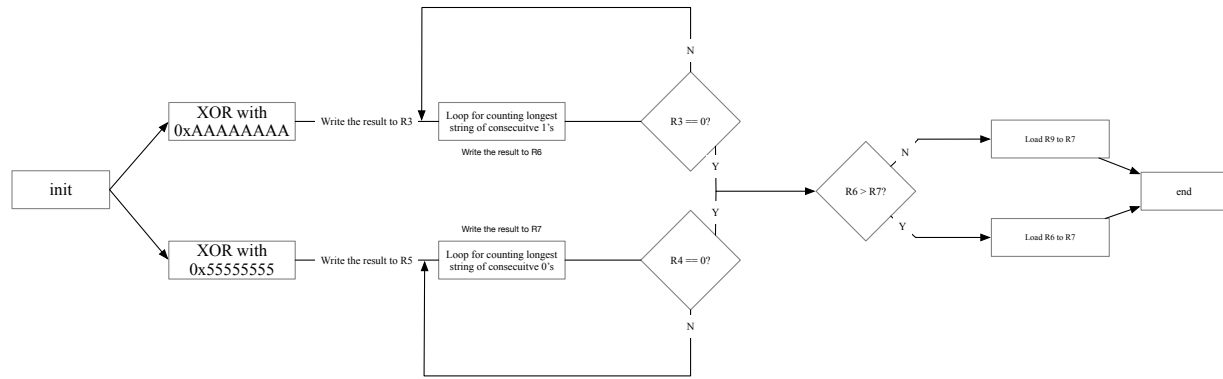 N
XOR with
0xAAAAAAAA
Write the result to R3
Loop for counting longest
string of consecuitve 1's
R3 == 0?
Write the result to R6
Y
N
Load R9 to R7
init
R6 > R7?
end
Y
Write the result to R7
Y
Load R6 to R7
XOR with
0x55555555
Write the result to R5
Loop for counting longest
string of consecuitve 0's
R4 == 0?
N